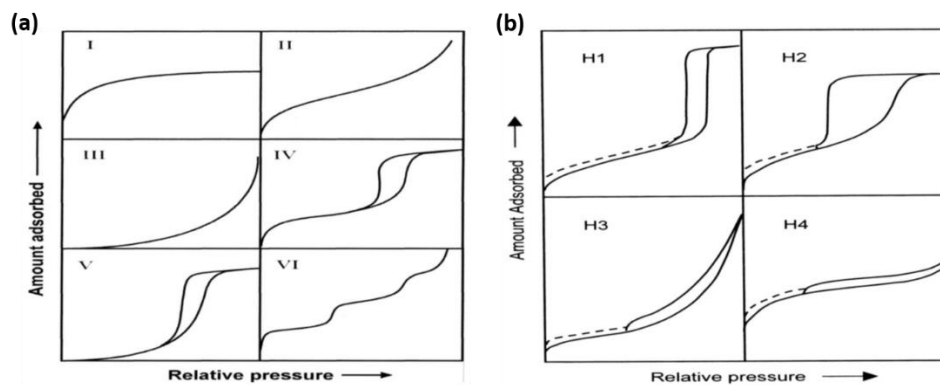 (a)
I
II
III
IV
V
VI
Amount adsorbed
Relative pressure
(b)
H1
H2
H3
H4
Amount Adsorbed
Relative pressure